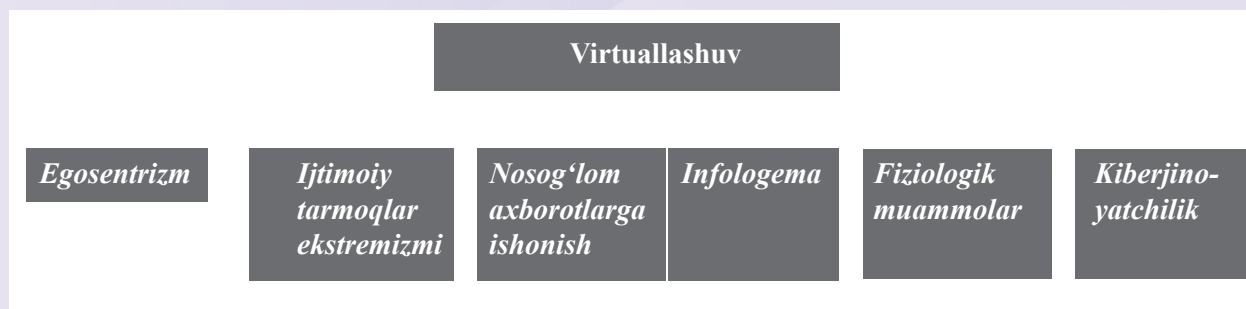 Virtuallashuv
Egosentrizm
Ijtimoiy
tarmoqlar
ekstremizmi
Nosog‘lom
axborotlarga
ishonish
Infologema
Fiziologik
muammolar
Kiberjino-
yatchilik